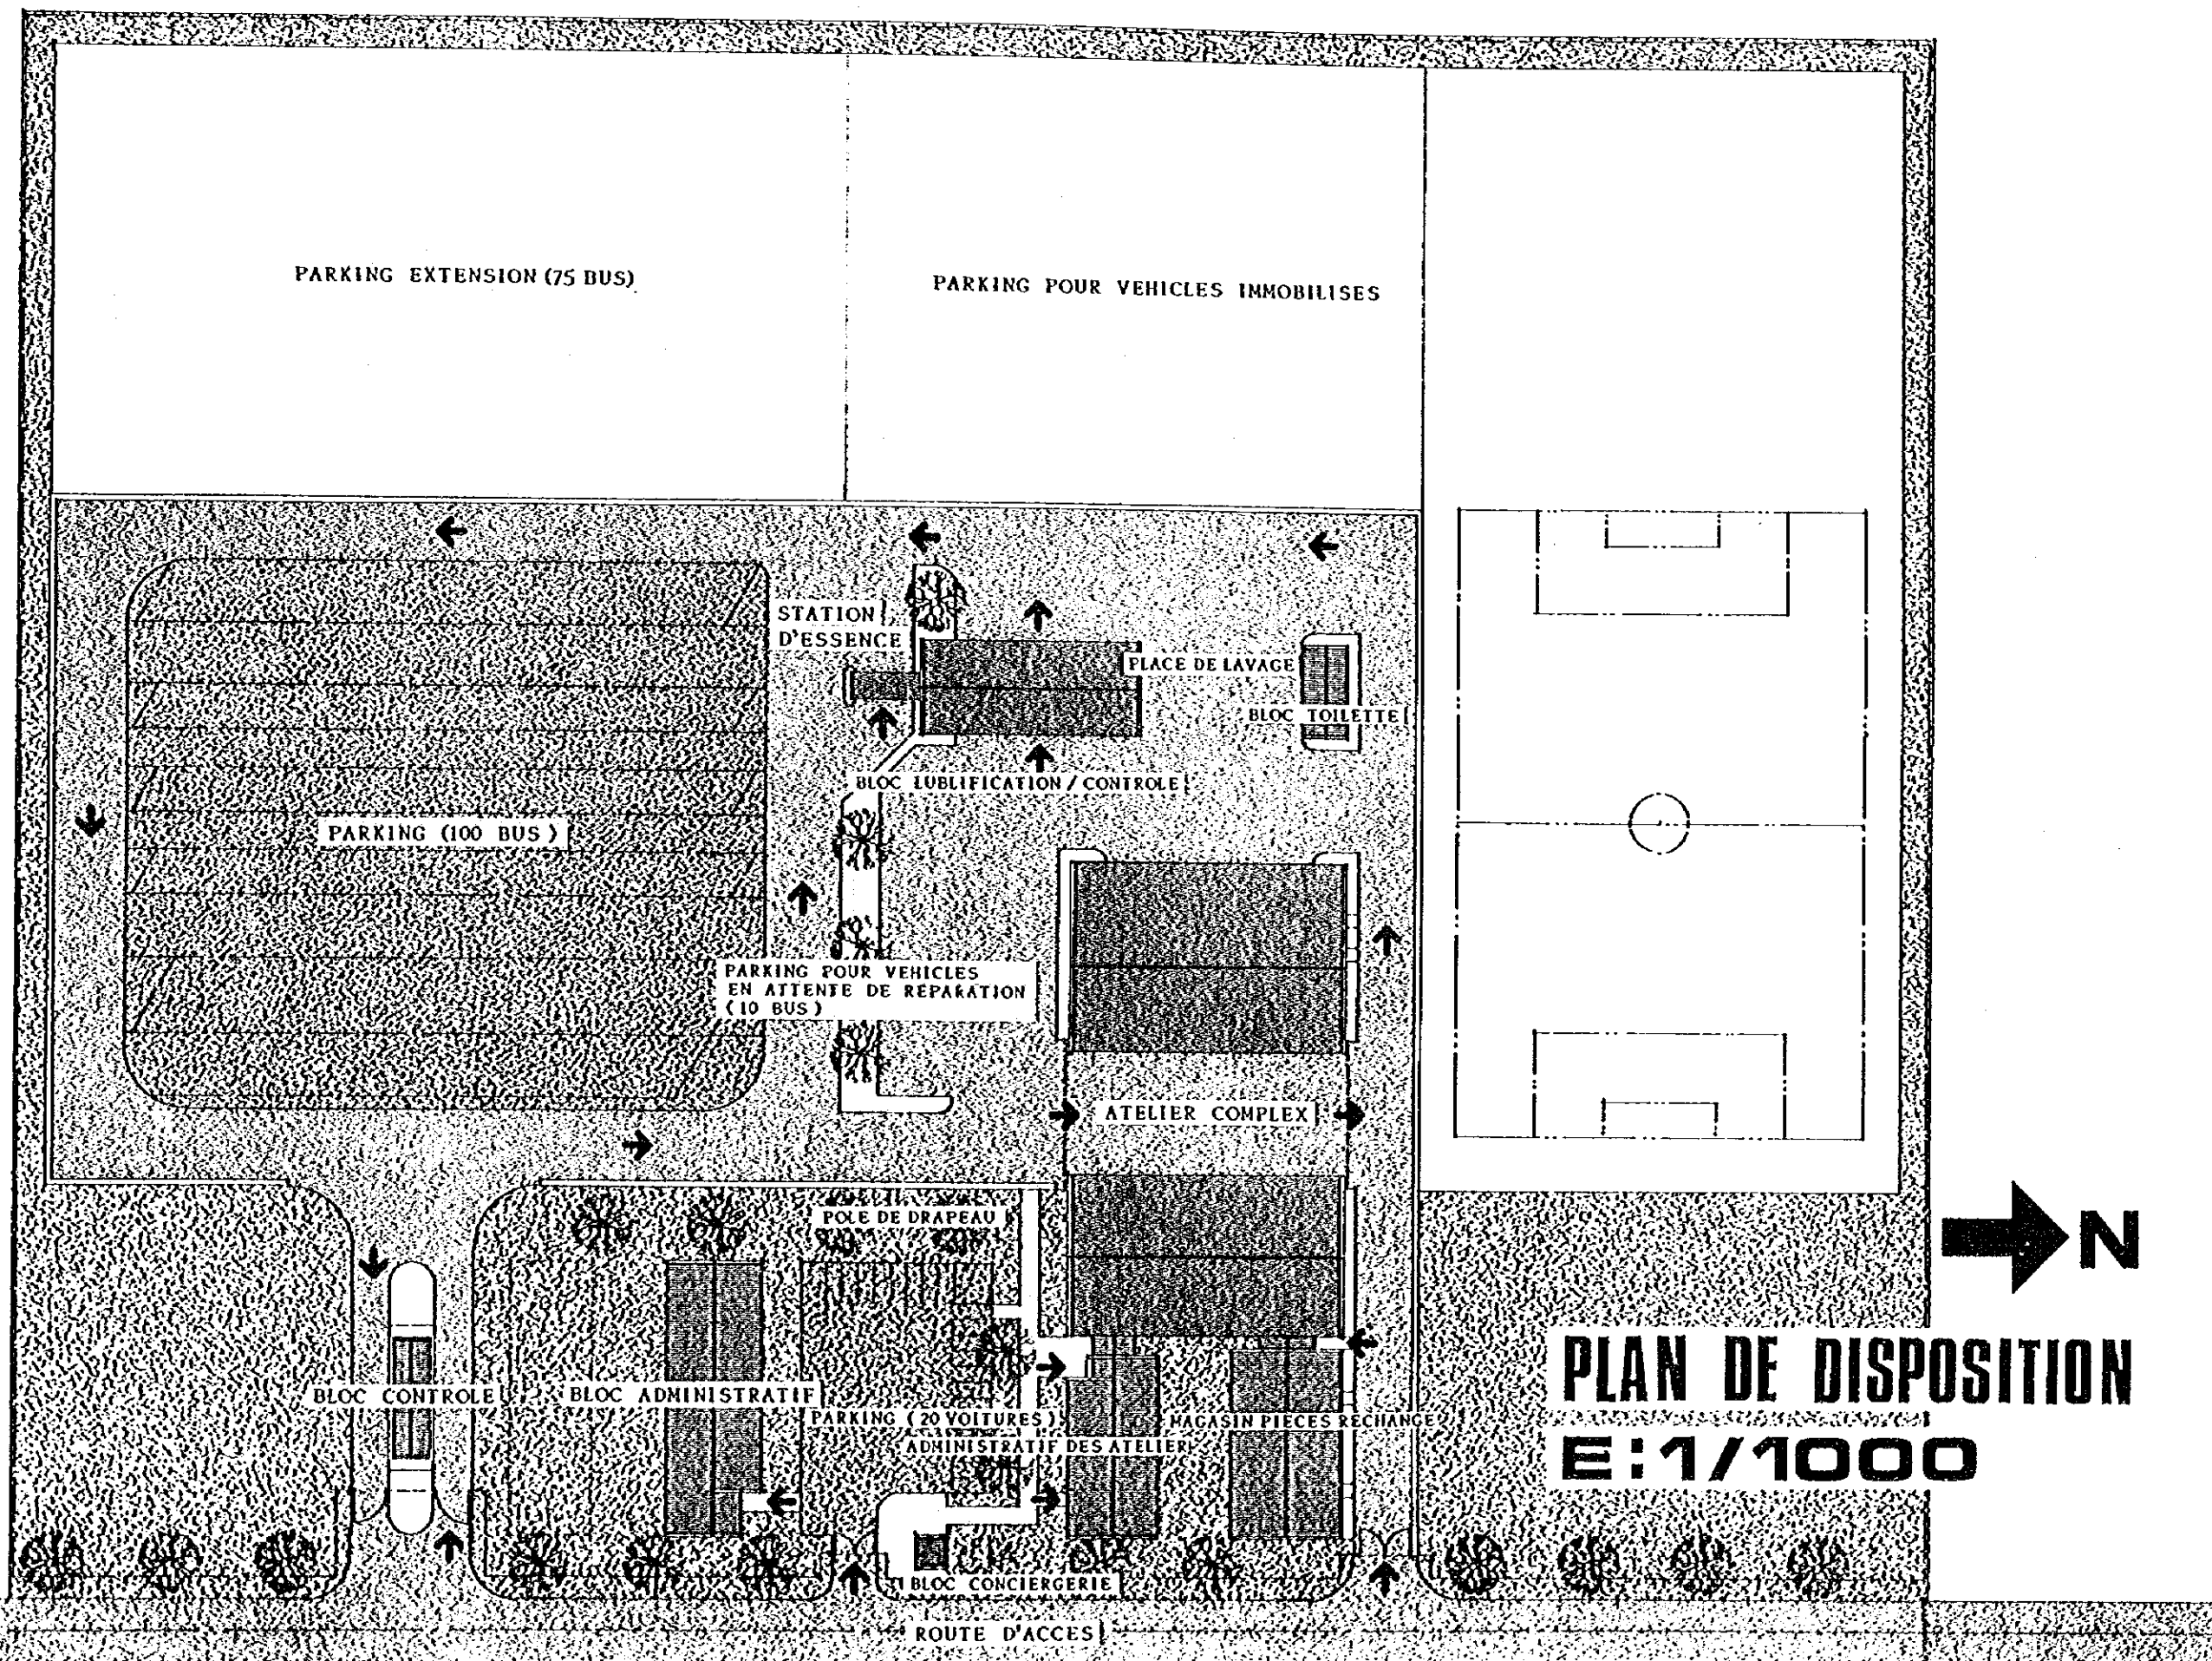 PARKING EXTENSION (75 BUS)
PARKING POUR VEHICLES IMMOBILISES
STATION
D'ESSENCE
PLACE DE LAVAGE
BLOC TOILETTE
BLOC LUBLIFICATION / CONTROLE
PARKING (100 BUS)
PARKING POUR VEHICLES
EN ATTENTE DE REPARATION
(10 BUS)
ATELIER COMPLEX
POLE DE DRAPEAU
N
BLOC CONTROLE
BLOC ADMINISTRATIF
PARKING (20 VOITURES)
MAGASIN PIECES RECHANGE
ADMINISTRATIF DES ATELIER
PLAN DE DISPOSITION
E:1/1000
BLOC CONCIERGERIE
ROUTE D'ACCES